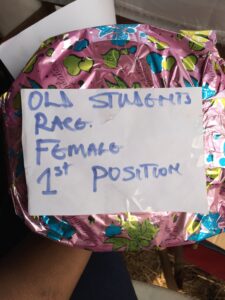 OLD STUDENTS
RACE.
FEMALE
1st POSITION